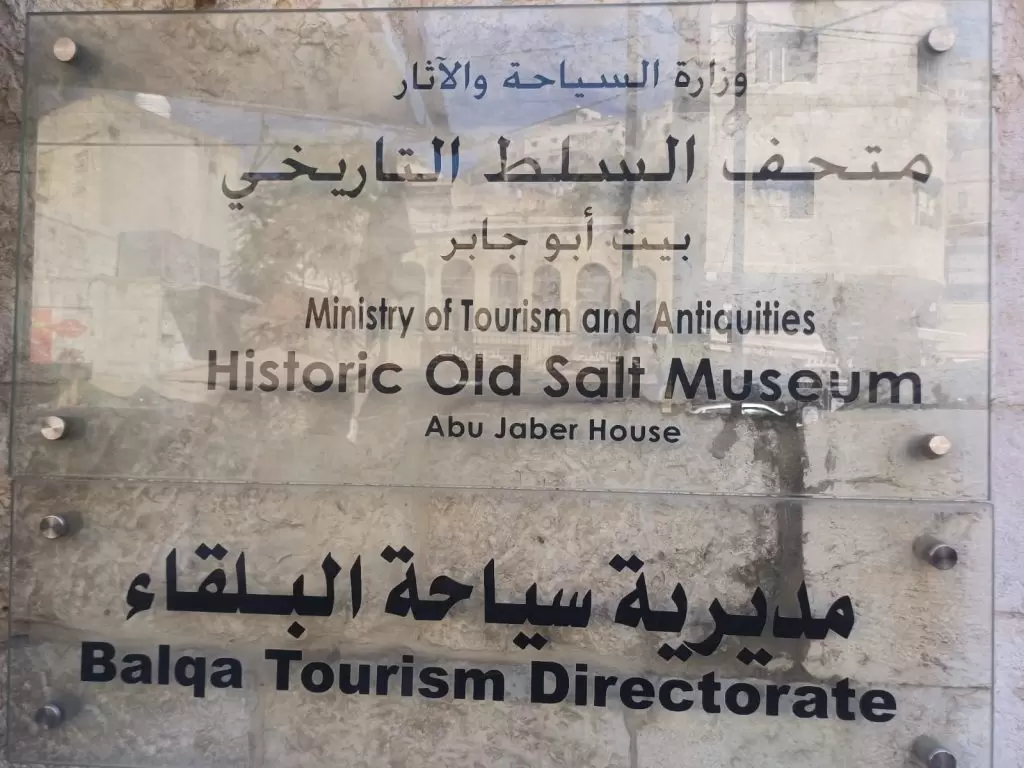 وزارة السياحة والآثار
متحف السلط التاريخي
بيت أبو جابر
Ministry of Tourism and Antiquities
Historic Old Salt Museum
Abu Jaber House
مديرية سياحة البلقاء
Balqa Tourism Directorate